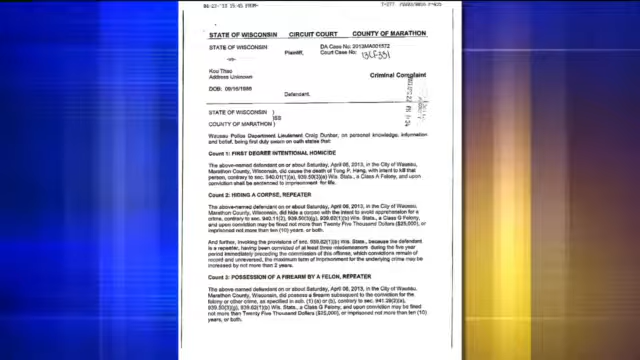 STATE OF WISCONSIN CIRCUIT COURT COUNTY OF MARATHON
STATE OF WISCONSIN DA Case No: 2013MA001572
Plaintiff, Court Case No: 13CF331
-vs-
Kou Thao
Address Unknown Criminal Complaint
DOB:
Defendant.
STATE OF WISCONSIN )
)SS
COUNTY OF MARATHON )
Wausau Police Department Lieutenant Craig Dunbar, on personal knowledge, information
and belief, being first duly sworn on oath states that:
Count 1: FIRST DEGREE INTENTIONAL HOMICIDE
The above-named defendant on or about Saturday, April 06, 2013, in the City of Wausau,
Marathon County, Wisconsin, did cause the death of Tong P. Hang, with intent to kill that
person, contrary to sec. 940.01(1)(a), 939.50(3)(a) Wis. Stats., a Class A Felony, and upon
conviction shall be sentenced to imprisonment for life.
Count 2: HIDING A CORPSE, REPEATER
The above-named defendant on or about Saturday, April 06, 2013, in the City of Wausau,
Marathon County, Wisconsin, did hide a corpse with the intent to avoid apprehension for a
crime, contrary to sec. 940.11(2), 939.50(3)(g), 939.62(1)(b) Wis. Stats., a Class G Felony,
and upon conviction may be fined not more than Twenty Five Thousand Dollars ($25,000), or
imprisoned not more than ten (10) years, or both.
And further, invoking the provisions of sec. 939.62(1)(b) Wis. Stats., because the defendant
is a repeater, having been convicted of at least three misdemeanors during the five year
period immediately preceding the commission of this offense, which convictions remain of
record and unreversed, the maximum term of imprisonment for the underlying crime may be
increased by not more than 2 years.
Count 3: POSSESSION OF A FIREARM BY A FELON, REPEATER
The above-named defendant on or about Saturday, April 06, 2013, in the City of Wausau,
Marathon County, Wisconsin, did possess a firearm subsequent to the conviction for the
felony or other crime, as specified in sub. (1) (a) or (b), contrary to sec. 941.29(2)(a),
939.50(3)(g), 939.62(1)(b) Wis. Stats., a Class G Felony, and upon conviction may be fined
not more than Twenty Five Thousand Dollars ($25,000), or imprisoned not more than ten (10)
years, or both.